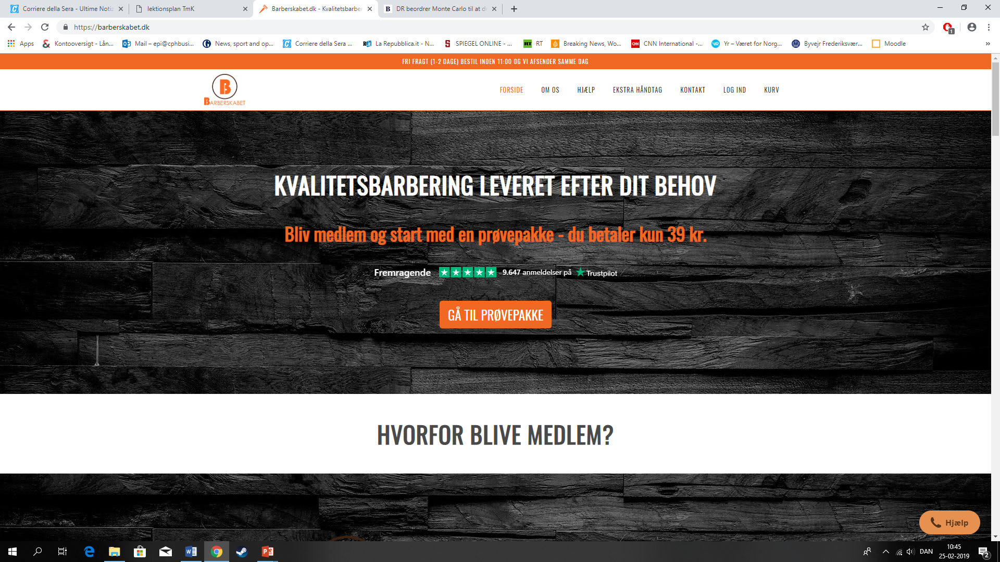 Corriere della Sera - Ultime Notiz
lektionsplan TmK
Barberskabet.dk - Kvalitetsbarber
DR beordrer Monte Carlo til at d
https://barberskabet.dk
1
Apps
Kontooversigt - Lån...
Mail – epi@cphbusi...
News, sport and op...
Corriere della Sera ...
La Repubblica.it - N...
SPIEGEL ONLINE - ...
RT
Breaking News, Wo...
CNN International -...
Yr – Været for Norg...
Byvejr Frederiksvær...
Moodle
»
FRI FRAGT (1-2 DAGE) BESTIL INDEN 11:00 OG VI AFSENDER SAMME DAG
B
BARBERSKABET
FORSIDE
OM OS
HJÆLP
EKSTRA HÅNDTAG
KONTAKT
LOG IND
KURV
KVALITETSBARBERING LEVERET EFTER DIT BEHOV
Bliv medlem og start med en prøvepakke - du betaler kun 39 kr.
Fremragende 9.647 anmeldelser på Trustpilot
GÅ TIL PRØVEPAKKE
HVORFOR BLIVE MEDLEM?
Hjælp
DAN
10:45
25-02-2019
2